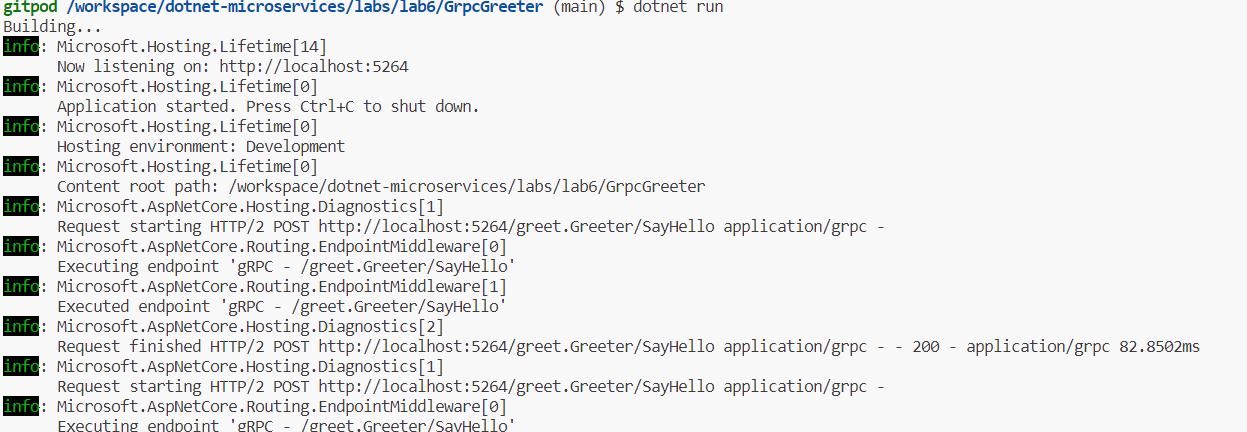 gitpod /workspace/dotnet-microservices/labs/lab6/GrpcGreeter (main) $ dotnet run
Building...
info: Microsoft.Hosting.Lifetime[14]
      Now listening on: http://localhost:5264
info: Microsoft.Hosting.Lifetime[0]
      Application started. Press Ctrl+C to shut down.
info: Microsoft.Hosting.Lifetime[0]
      Hosting environment: Development
info: Microsoft.Hosting.Lifetime[0]
      Content root path: /workspace/dotnet-microservices/labs/lab6/GrpcGreeter
info: Microsoft.AspNetCore.Hosting.Diagnostics[1]
      Request starting HTTP/2 POST http://localhost:5264/greet.Greeter/SayHello application/grpc -
info: Microsoft.AspNetCore.Routing.EndpointMiddleware[0]
      Executing endpoint 'gRPC - /greet.Greeter/SayHello'
info: Microsoft.AspNetCore.Routing.EndpointMiddleware[1]
      Executed endpoint 'gRPC - /greet.Greeter/SayHello'
info: Microsoft.AspNetCore.Hosting.Diagnostics[2]
      Request finished HTTP/2 POST http://localhost:5264/greet.Greeter/SayHello application/grpc - - 200 - application/grpc 82.8502ms
info: Microsoft.AspNetCore.Hosting.Diagnostics[1]
      Request starting HTTP/2 POST http://localhost:5264/greet.Greeter/SayHello application/grpc -
info: Microsoft.AspNetCore.Routing.EndpointMiddleware[0]
      Executing endpoint 'gRPC - /greet.Greeter/SayHello'